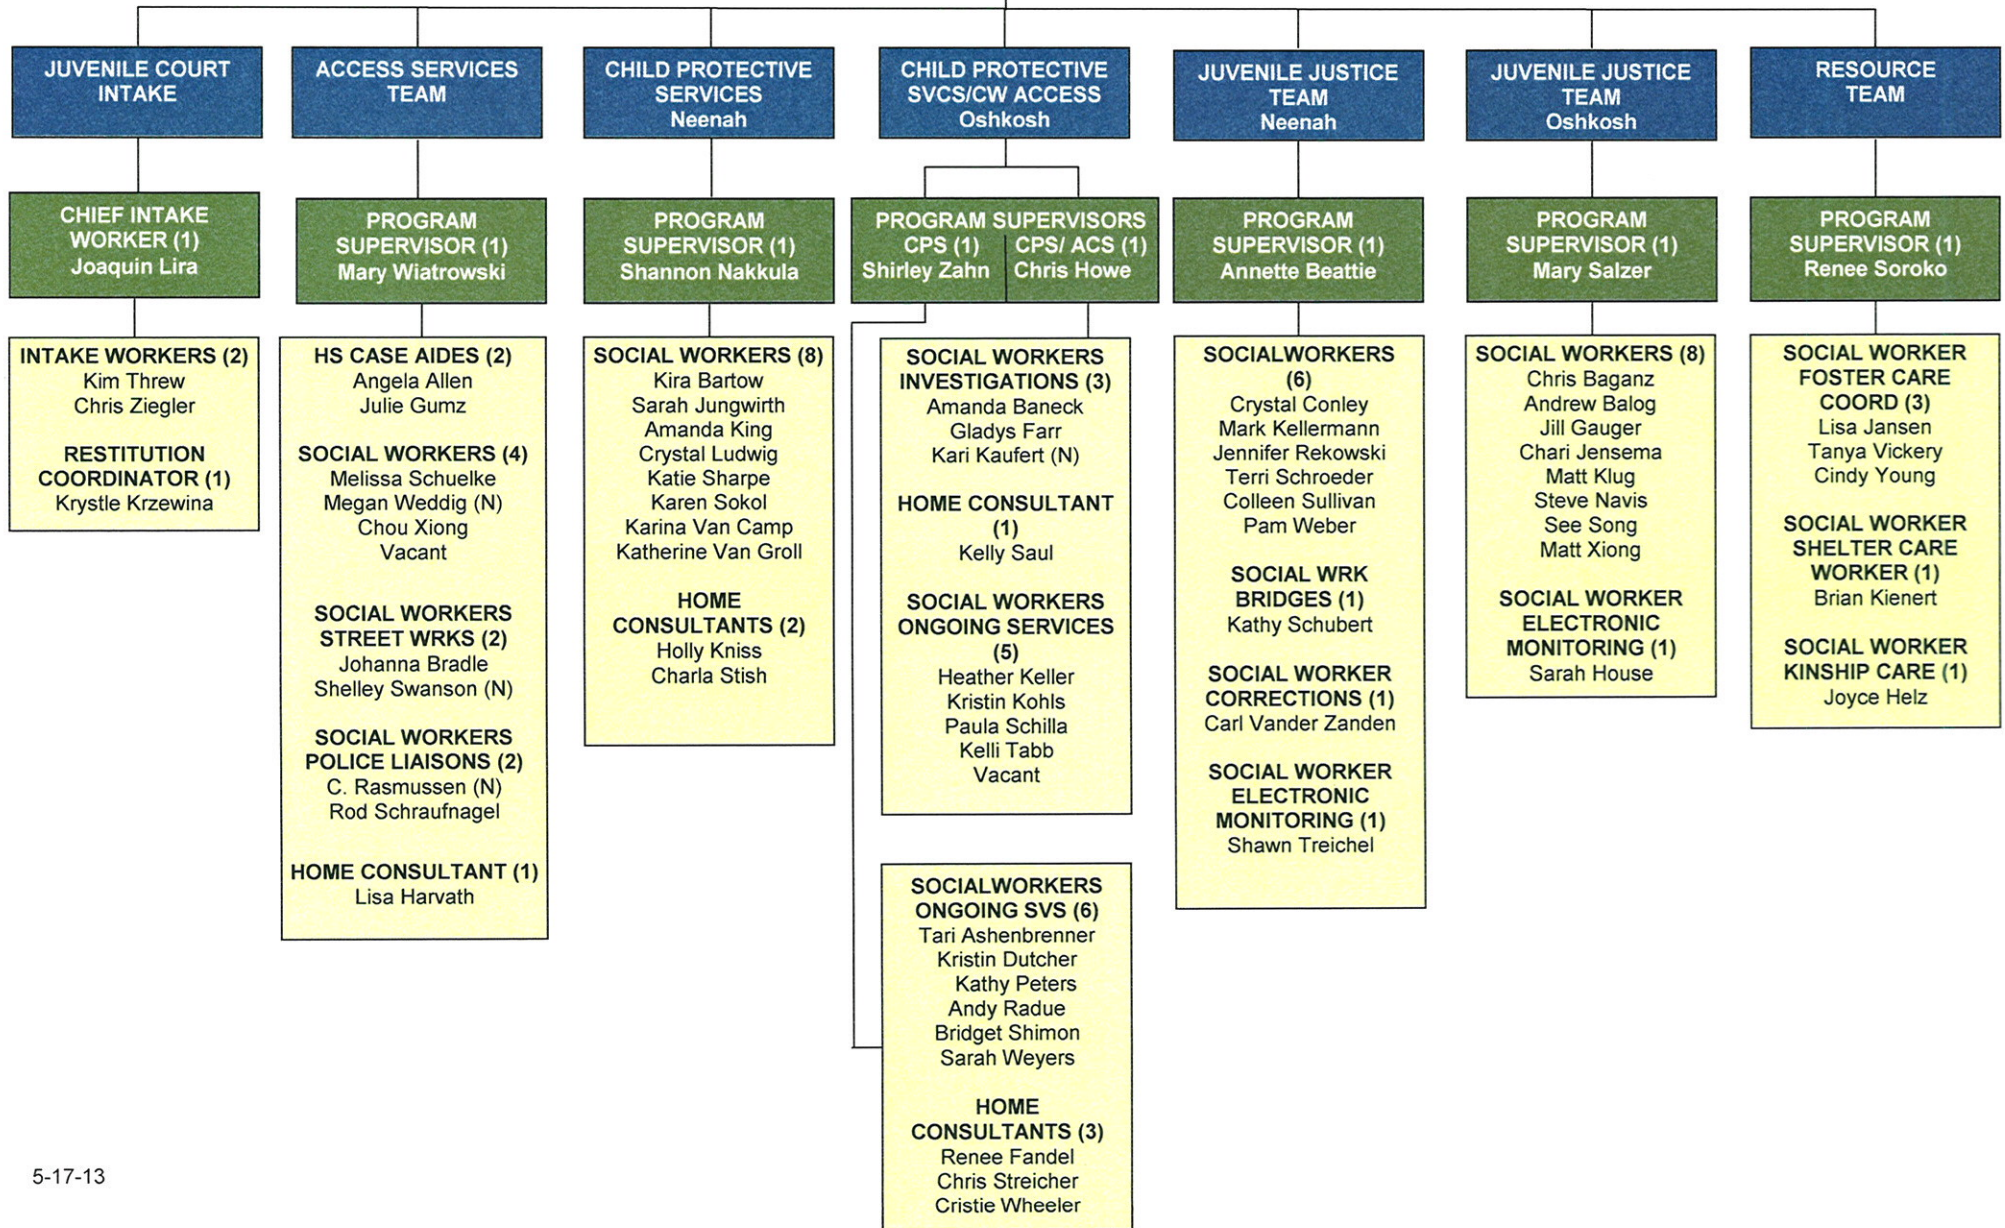 JUVENILE COURT
INTAKE
ACCESS SERVICES
TEAM
CHILD PROTECTIVE
SERVICES
Neenah
CHILD PROTECTIVE
SVCS/CW ACCESS
Oshkosh
JUVENILE JUSTICE
TEAM
Neenah
JUVENILE JUSTICE
TEAM
Oshkosh
RESOURCE
TEAM
CHIEF INTAKE
WORKER (1)
Joaquin Lira
PROGRAM
SUPERVISOR (1)
Mary Wiatrowski
PROGRAM
SUPERVISOR (1)
Shannon Nakkula
PROGRAM SUPERVISORS
CPS (1)
Shirley Zahn
CPS/ ACS (1)
Chris Howe
PROGRAM
SUPERVISOR (1)
Annette Beattie
PROGRAM
SUPERVISOR (1)
Mary Salzer
PROGRAM
SUPERVISOR (1)
Renee Soroko
INTAKE WORKERS (2)
Kim Threw
Chris Ziegler
RESTITUTION
COORDINATOR (1)
Krystle Krzewina
HS CASE AIDES (2)
Angela Allen
Julie Gumz
SOCIAL WORKERS (4)
Melissa Schuelke
Megan Weddig (N)
Chou Xiong
Vacant
SOCIAL WORKERS
STREET WRKS (2)
Johanna Bradle
Shelley Swanson (N)
SOCIAL WORKERS
POLICE LIAISONS (2)
C. Rasmussen (N)
Rod Schraufnagel
HOME CONSULTANT (1)
Lisa Harvath
SOCIAL WORKERS (8)
Kira Bartow
Sarah Jungwirth
Amanda King
Crystal Ludwig
Katie Sharpe
Karen Sokol
Karina Van Camp
Katherine Van Groll
HOME
CONSULTANTS (2)
Holly Kniss
Charla Stish
SOCIAL WORKERS
INVESTIGATIONS (3)
Amanda Baneck
Gladys Farr
Kari Kaufert (N)
HOME CONSULTANT
(1)
Kelly Saul
SOCIAL WORKERS
ONGOING SERVICES
(5)
Heather Keller
Kristin Kohls
Paula Schilla
Kelli Tabb
Vacant
SOCIALWORKERS
ONGOING SVS (6)
Tari Ashenbrenner
Kristin Dutcher
Kathy Peters
Andy Radue
Bridget Shimon
Sarah Weyers
HOME
CONSULTANTS (3)
Renee Fandel
Chris Streicher
Cristie Wheeler
SOCIALWORKERS
(6)
Crystal Conley
Mark Kellermann
Jennifer Rekowski
Terri Schroeder
Colleen Sullivan
Pam Weber
SOCIAL WRK
BRIDGES (1)
Kathy Schubert
SOCIAL WORKER
CORRECTIONS (1)
Carl Vander Zanden
SOCIAL WORKER
ELECTRONIC
MONITORING (1)
Shawn Treichel
SOCIAL WORKERS (8)
Chris Baganz
Andrew Balog
Jill Gauger
Chari Jensema
Matt Klug
Steve Navis
See Song
Matt Xiong
SOCIAL WORKER
ELECTRONIC
MONITORING (1)
Sarah House
SOCIAL WORKER
FOSTER CARE
COORD (3)
Lisa Jansen
Tanya Vickery
Cindy Young
SOCIAL WORKER
SHELTER CARE
WORKER (1)
Brian Kienert
SOCIAL WORKER
KINSHIP CARE (1)
Joyce Helz
5-17-13